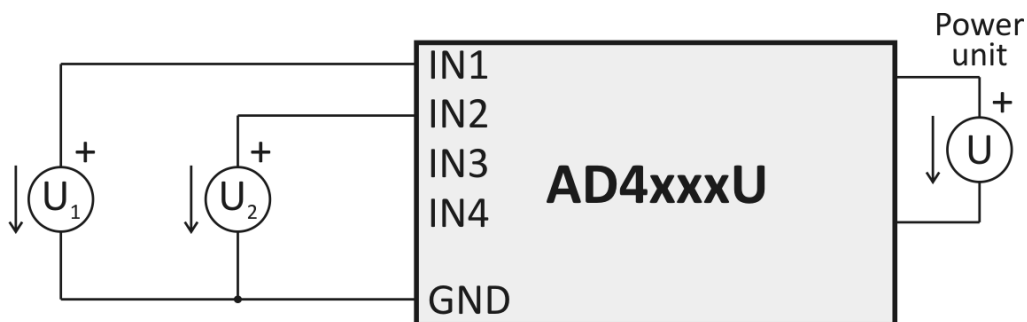 Power
unit
IN1
+
IN2
+
+
IN3
AD4xxxU
U
U1
U2
IN4
GND